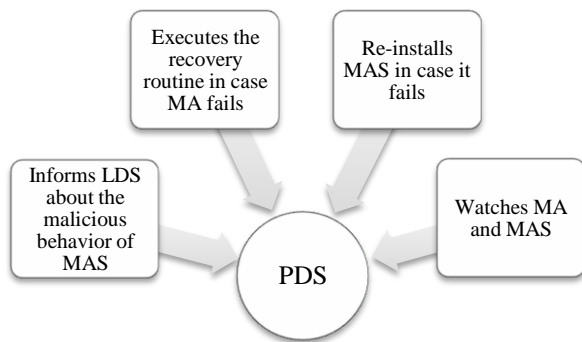 Executes the
recovery
routine in case
MA fails
Re-installs
MAS in case it
fails
Informs LDS
about the
malicious
behavior of
MAS
Watches MA
and MAS
PDS